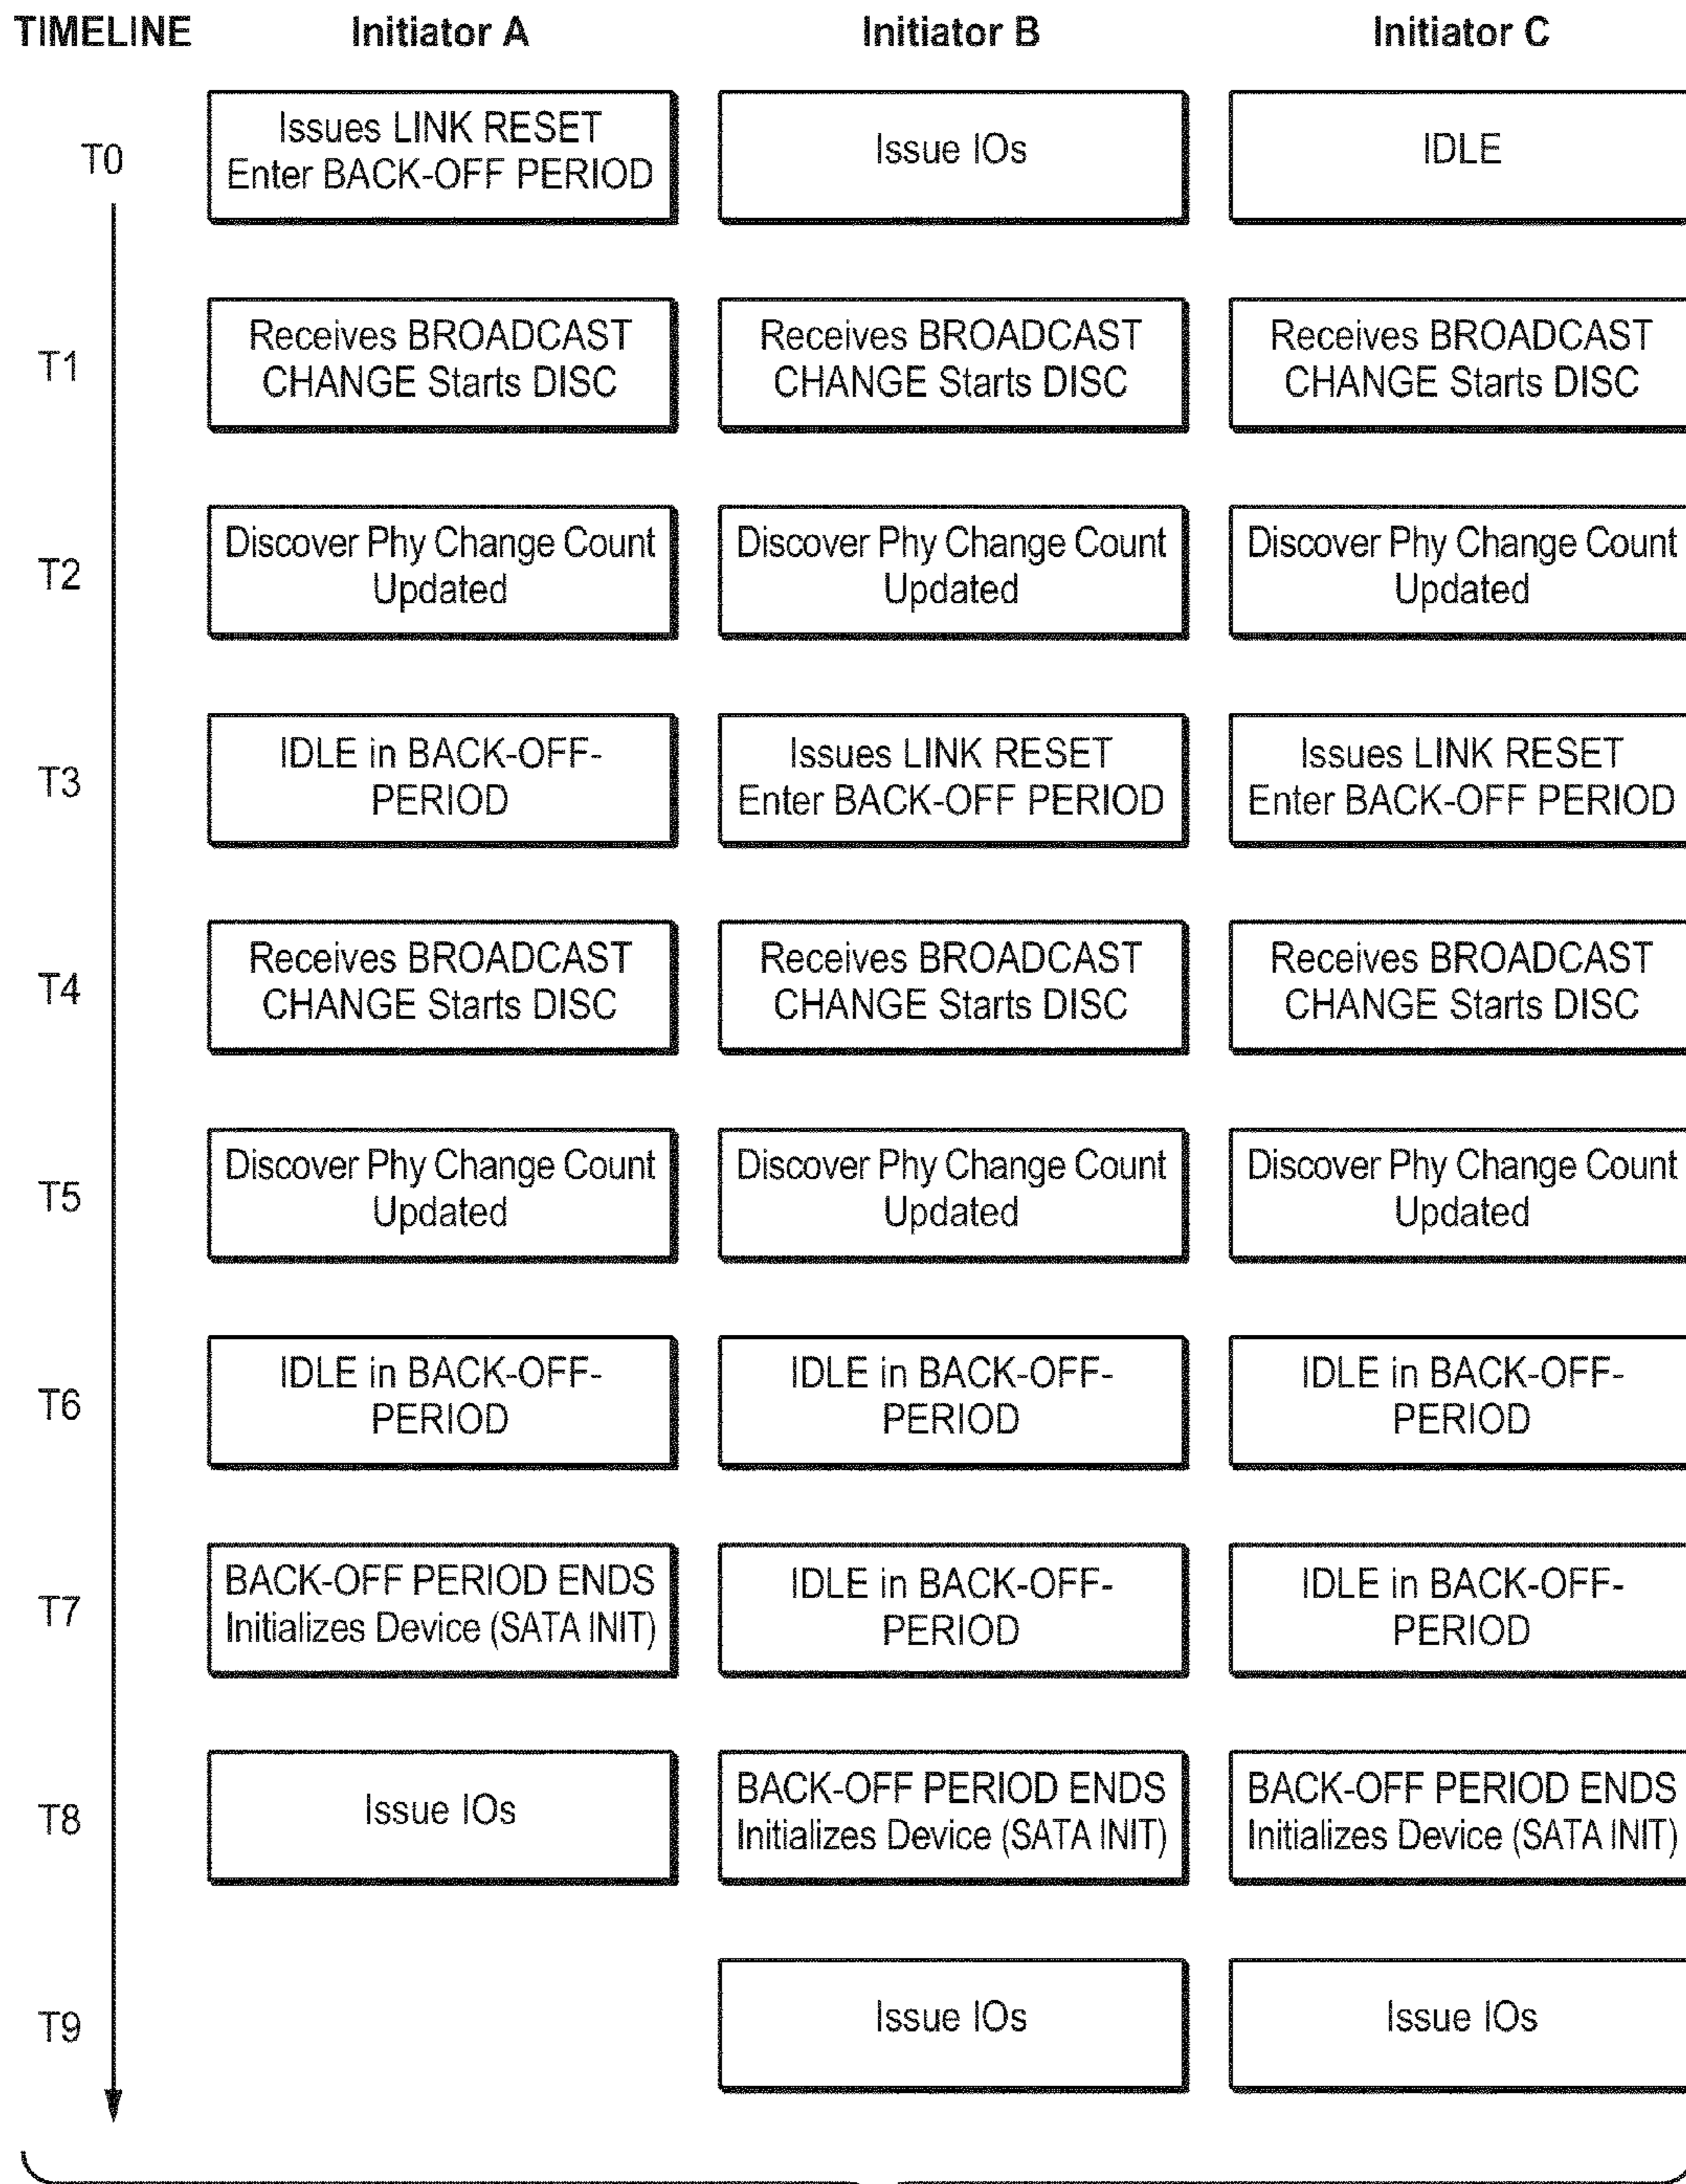 TIMELINE Initiator A Initiator B Initiator C
T0
Issues LINK RESET
Enter BACK-OFF PERIOD
Issue IOs
IDLE
T1
Receives BROADCAST
CHANGE Starts DISC
Receives BROADCAST
CHANGE Starts DISC
Receives BROADCAST
CHANGE Starts DISC
T2
Discover Phy Change Count
Updated
Discover Phy Change Count
Updated
Discover Phy Change Count
Updated
T3
IDLE in BACK-OFF-
PERIOD
Issues LINK RESET
Enter BACK-OFF PERIOD
Issues LINK RESET
Enter BACK-OFF PERIOD
T4
Receives BROADCAST
CHANGE Starts DISC
Receives BROADCAST
CHANGE Starts DISC
Receives BROADCAST
CHANGE Starts DISC
T5
Discover Phy Change Count
Updated
Discover Phy Change Count
Updated
Discover Phy Change Count
Updated
T6
IDLE in BACK-OFF-
PERIOD
IDLE in BACK-OFF-
PERIOD
IDLE in BACK-OFF-
PERIOD
T7
BACK-OFF PERIOD ENDS
Initializes Device (SATA INIT)
IDLE in BACK-OFF-
PERIOD
IDLE in BACK-OFF-
PERIOD
T8
Issue IOs
BACK-OFF PERIOD ENDS
Initializes Device (SATA INIT)
BACK-OFF PERIOD ENDS
Initializes Device (SATA INIT)
T9
Issue IOs
Issue IOs